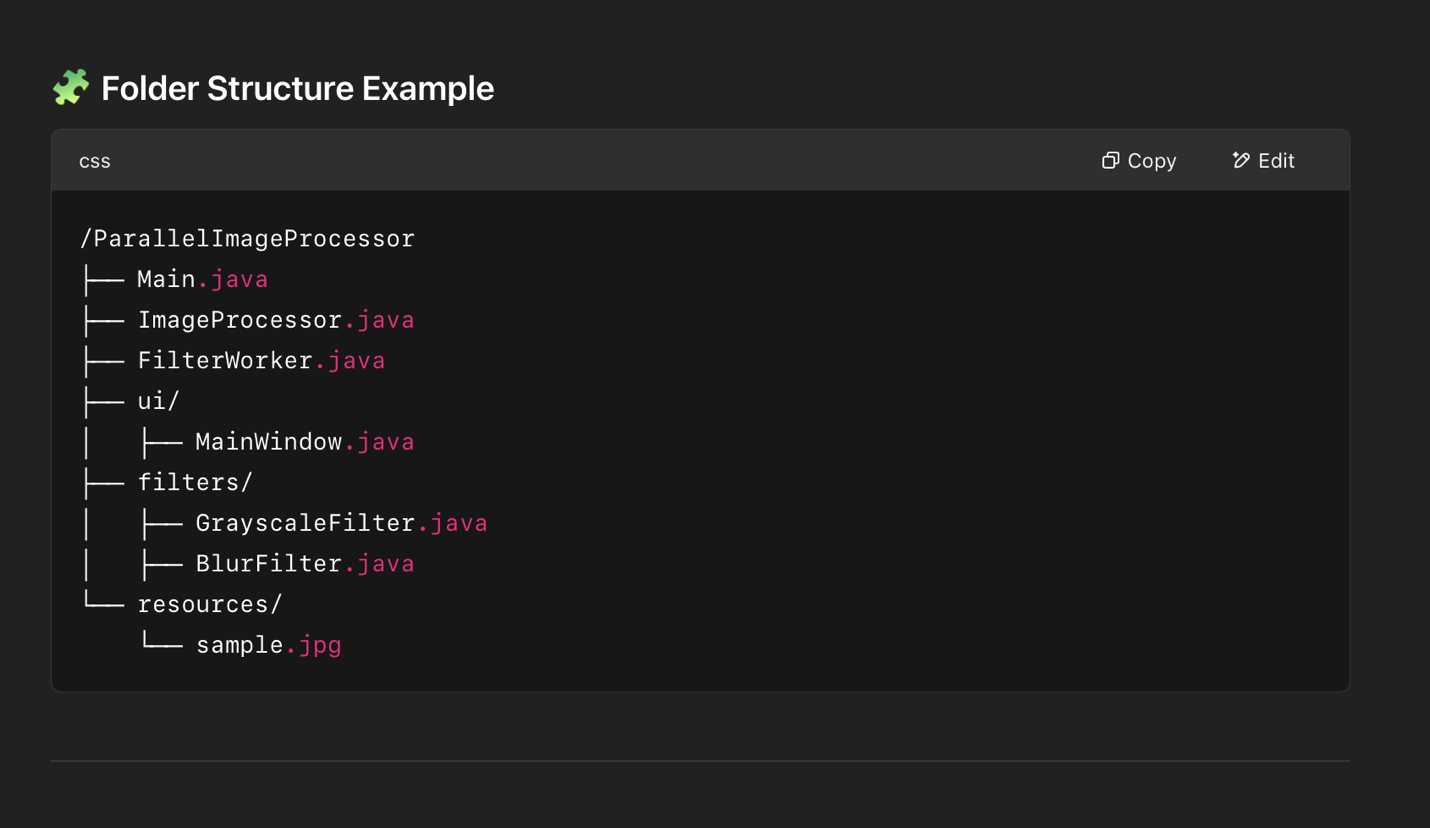 🧩 Folder Structure Example
css
Copy
Edit
/ParallelImageProcessor
├── Main.java
├── ImageProcessor.java
├── FilterWorker.java
├── ui/
│   ├── MainWindow.java
├── filters/
│   ├── GrayscaleFilter.java
│   ├── BlurFilter.java
└── resources/
    └── sample.jpg